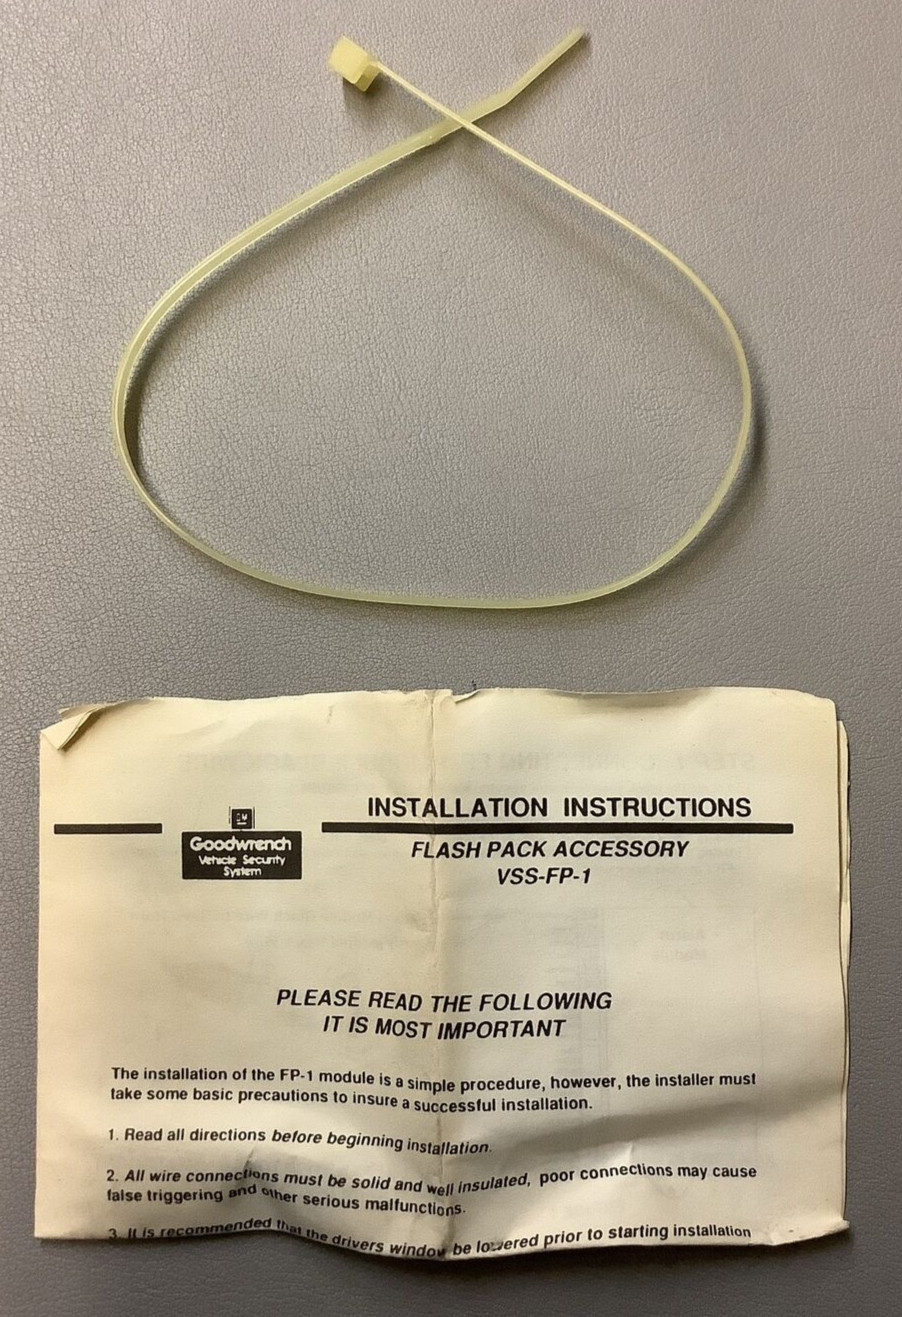 INSTALLATION INSTRUCTIONS
GM
Goodwrench
Vehicle Security
System
FLASH PACK ACCESSORY
VSS-FP-1
PLEASE READ THE FOLLOWING
IT IS MOST IMPORTANT
The installation of the FP-1 module is a simple procedure, however, the installer must
take some basic precautions to insure a successful installation.
1. Read all directions before beginning installation.
2. All wire connections must be solid and well insulated, poor connections may cause
false triggering and other serious malfunctions.
3. It is recommended that the drivers window be lowered prior to starting installation